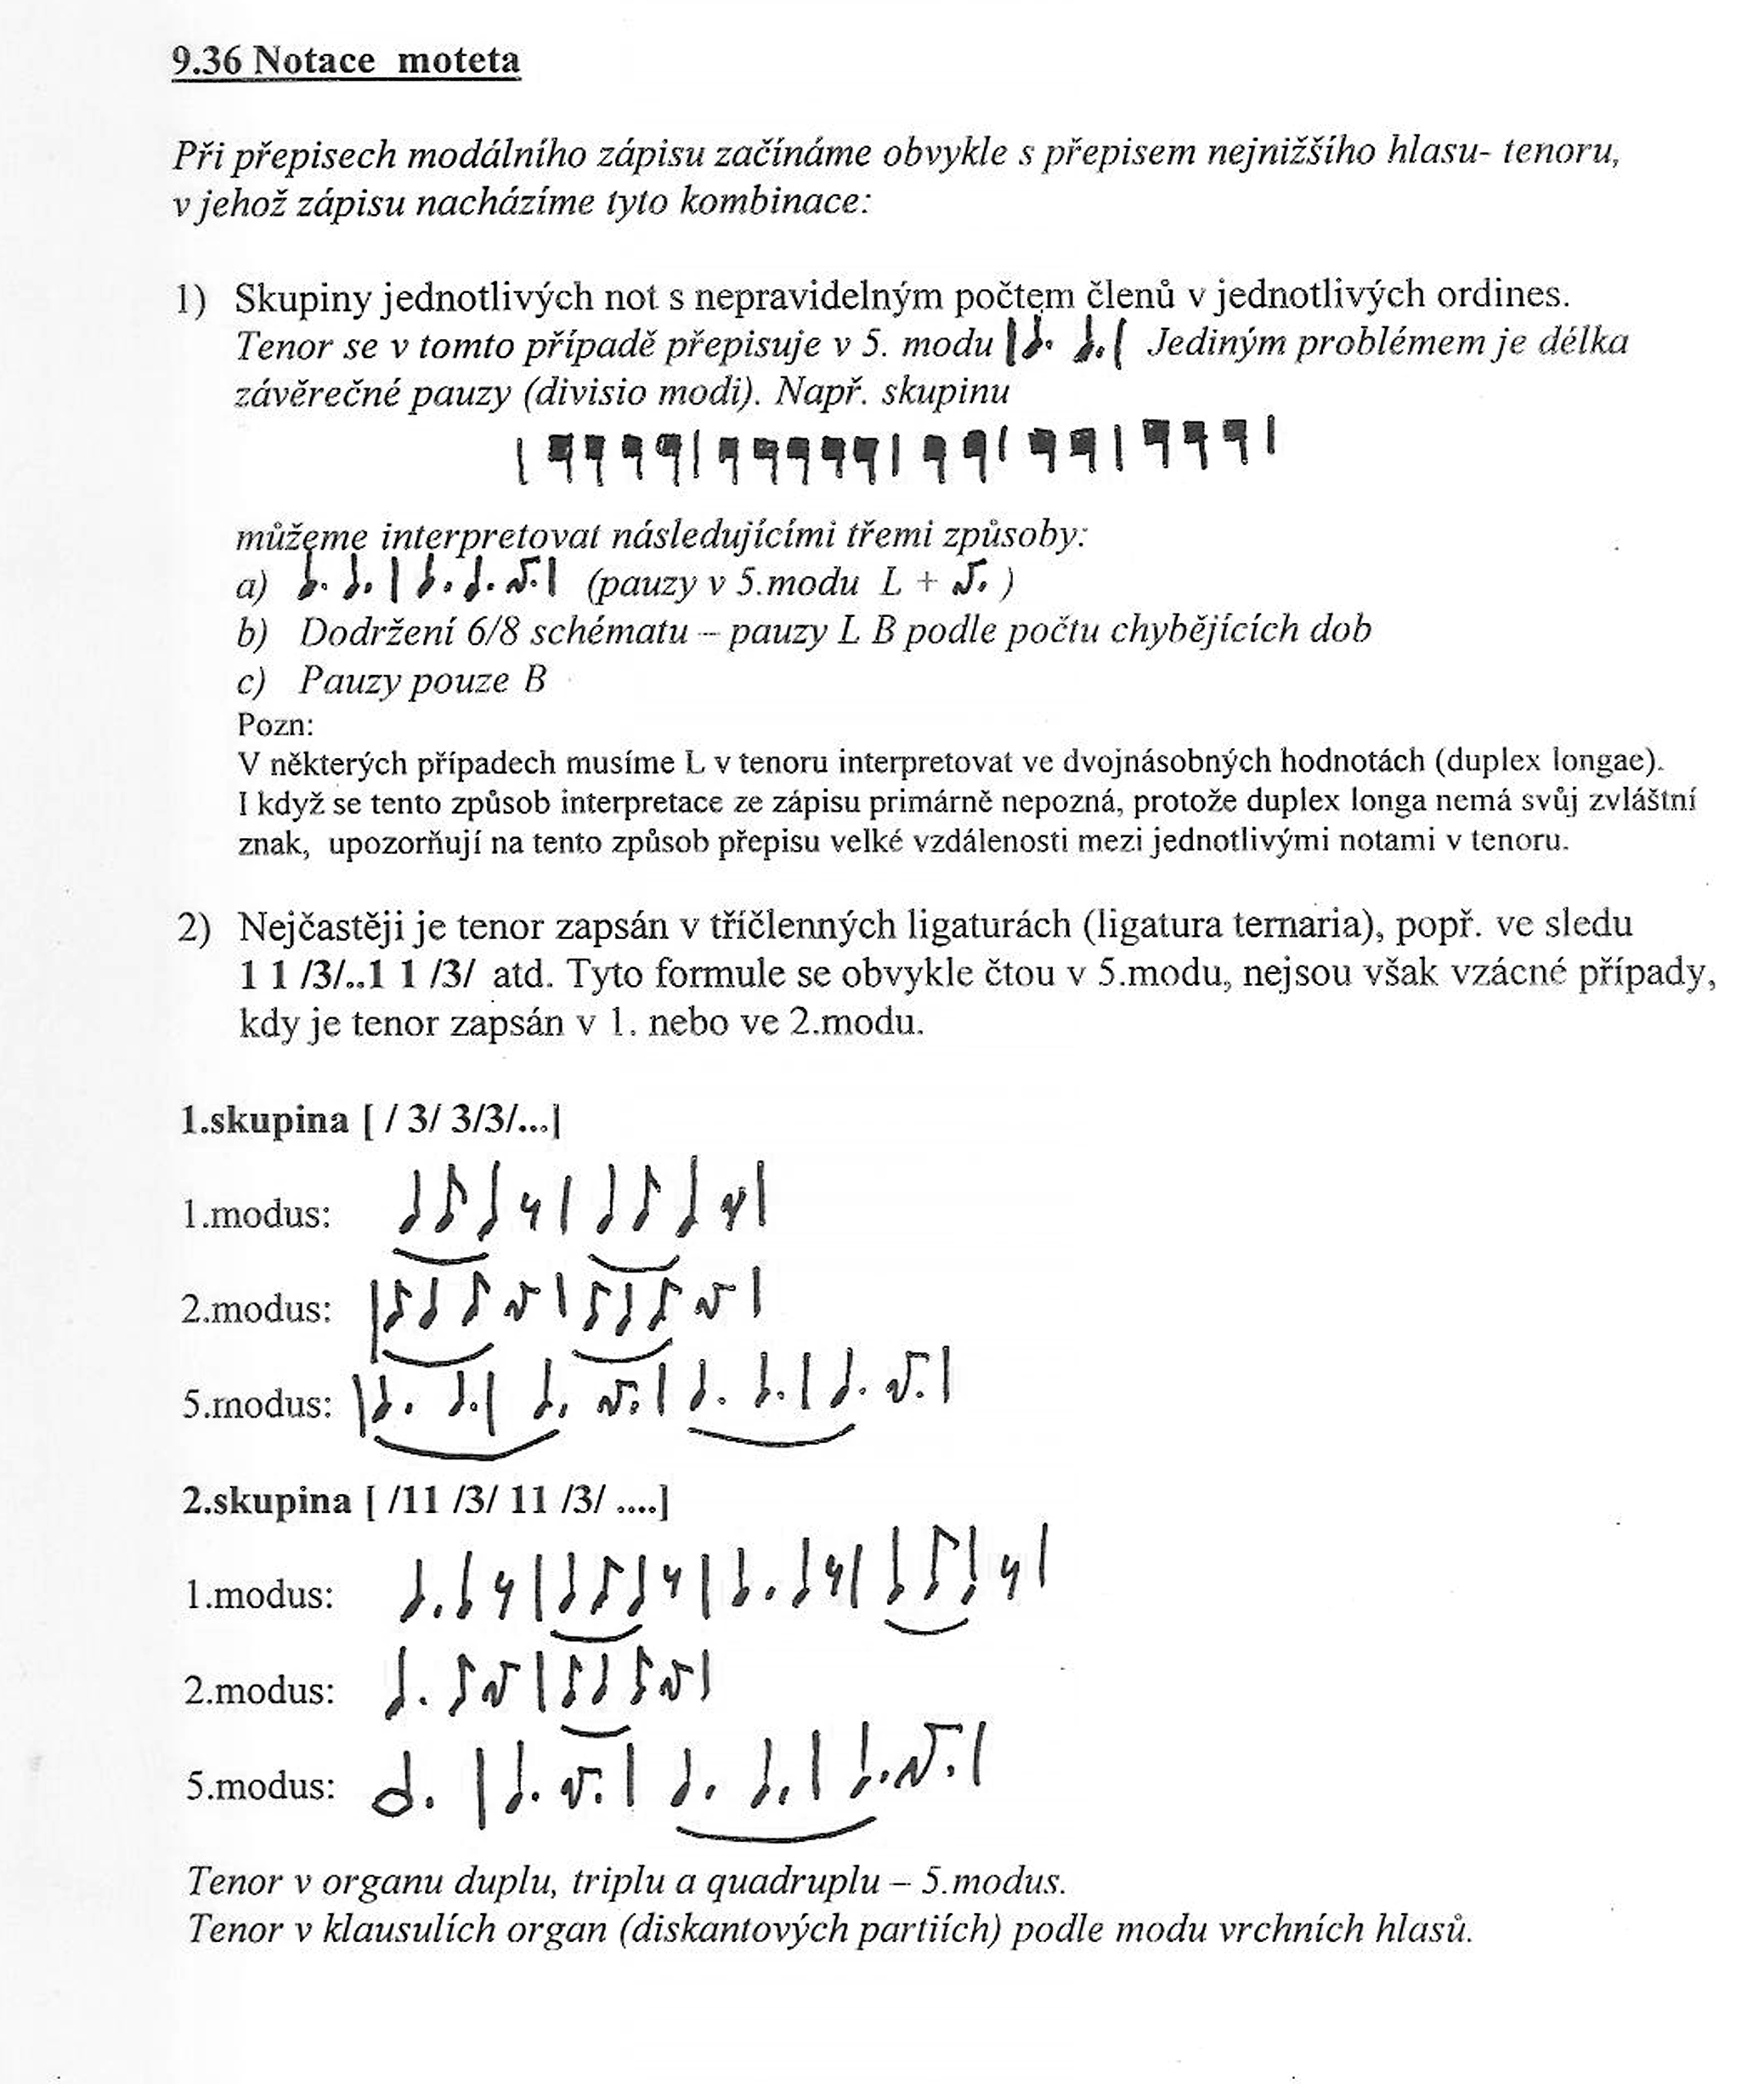 9.36 Notace moteta
Při přepisech modálního zápisu začínáme obvykle s přepisem nejnižšího hlasu- tenoru,
v jehož zápisu nacházíme tyto kombinace:
1) Skupiny jednotlivých not s nepravidelným počtem členů v jednotlivých ordines.
Tenor se v tomto případě přepisuje v 5. modu Jediným problémem je délka
závěrečné pauzy (divisio modi). Např. skupinu
můžeme interpretovat následujícími třemi způsoby:
a) (pauzy v 5.modu L + )
b) Dodržení 6/8 schématu – pauzy L B podle počtu chybějících dob
c) Pauzy pouze B
Pozn:
V některých případech musíme L v tenoru interpretovat ve dvojnásobných hodnotách (duplex longae).
I když se tento způsob interpretace ze zápisu primárně nepozná, protože duplex longa nemá svůj zvláštní
znak, upozorňují na tento způsob přepisu velké vzdálenosti mezi jednotlivými notami v tenoru.
2) Nejčastěji je tenor zapsán v tříčlenných ligaturách (ligatura ternaria), popř. ve sledu
1 1 /3/..1 1 /3/ atd. Tyto formule se obvykle čtou v 5.modu, nejsou však vzácné případy,
kdy je tenor zapsán v 1. nebo ve 2.modu.
1.skupina [ / 3/ 3/3/...]
1.modus:
2.modus:
5.modus:
2.skupina [ /11 /3/ 11 /3/ ....]
1.modus:
2.modus:
5.modus:
Tenor v organu duplu, triplu a quadruplu – 5.modus.
Tenor v klausulích organ (diskantových partiích) podle modu vrchních hlasů.